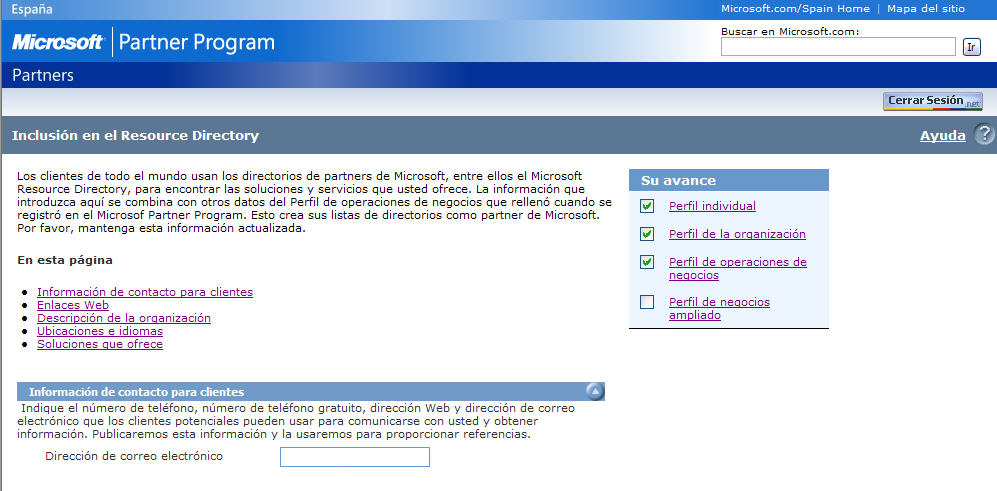 España
Microsoft.com/Spain Home | Mapa del sitio
Microsoft | Partner Program
Buscar en Microsoft.com:
Ir
Partners
Cerrar Sesión .net
Inclusión en el Resource Directory
Ayuda ?
Los clientes de todo el mundo usan los directorios de partners de Microsoft, entre ellos el Microsoft
Resource Directory, para encontrar las soluciones y servicios que usted ofrece. La información que
introduzca aquí se combina con otros datos del Perfil de operaciones de negocios que rellenó cuando se
registró en el Microsof Partner Program. Esto crea sus listas de directorios como partner de Microsoft.
Por favor, mantenga esta información actualizada.
En esta página
Información de contacto para clientes
Enlaces Web
Descripción de la organización
Ubicaciones e idiomas
Soluciones que ofrece
Su avance
Perfil individual
Perfil de la organización
Perfil de operaciones de
negocios
Perfil de negocios
ampliado
Información de contacto para clientes
Indique el número de teléfono, número de teléfono gratuito, dirección Web y dirección de correo
electrónico que los clientes potenciales pueden usar para comunicarse con usted y obtener
información. Publicaremos esta información y la usaremos para proporcionar referencias.
Dirección de correo electrónico